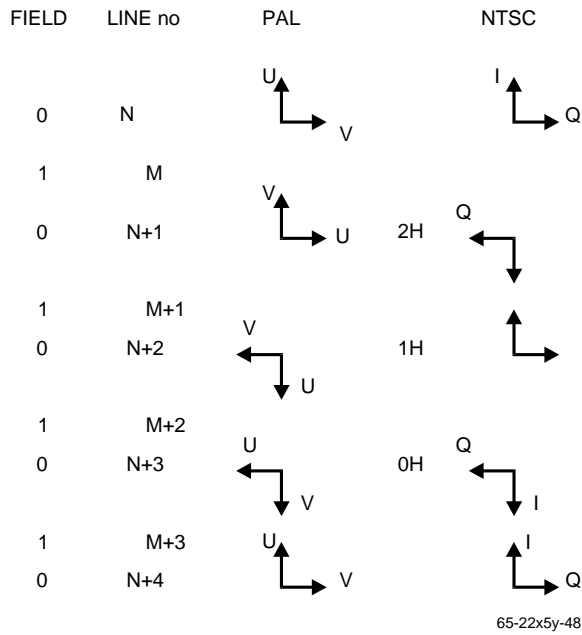 FIELD LINE no PAL NTSC
U I
0 N V Q
1 M
V
0 N+1 U 2H Q
1 M+1
V
0 N+2 1H
U
1 M+2
U Q
0 N+3 0H
V I
1 M+3 U I
0 N+4 V Q
65-22x5y-48